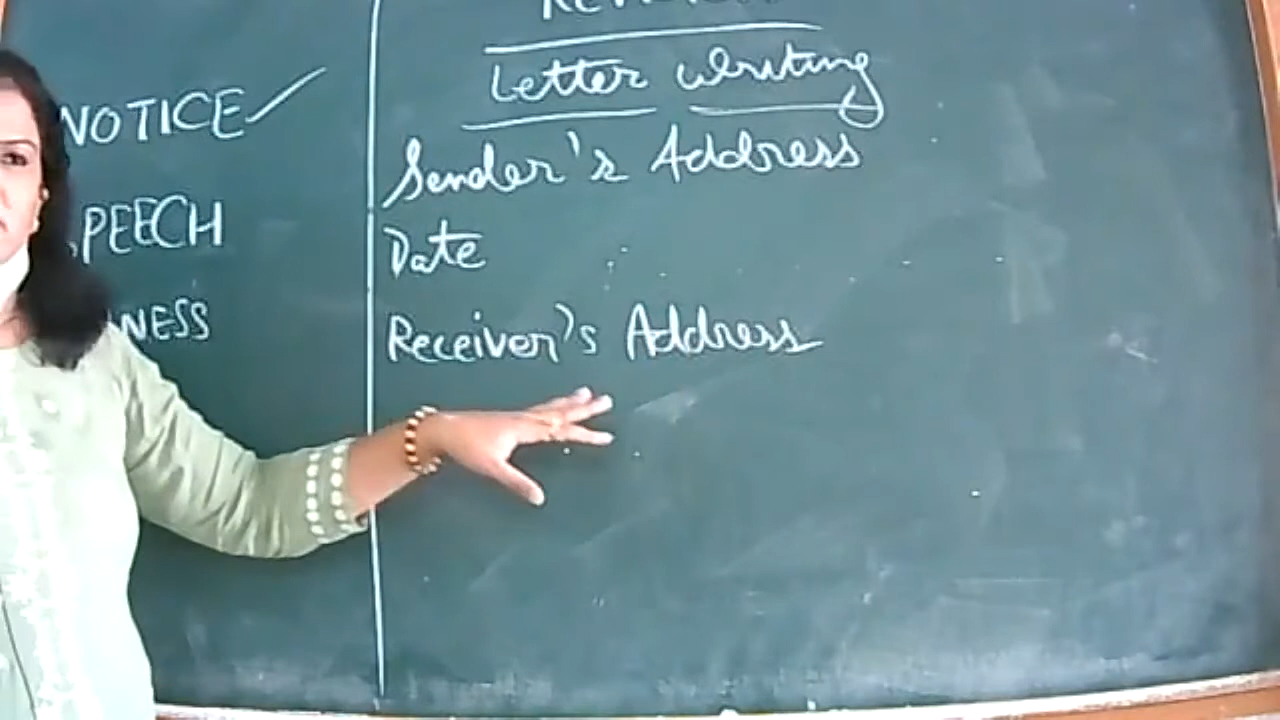 NOTICE
PEECH
NESS
Letter writing
Sender's Address
Date
Receiver's Address